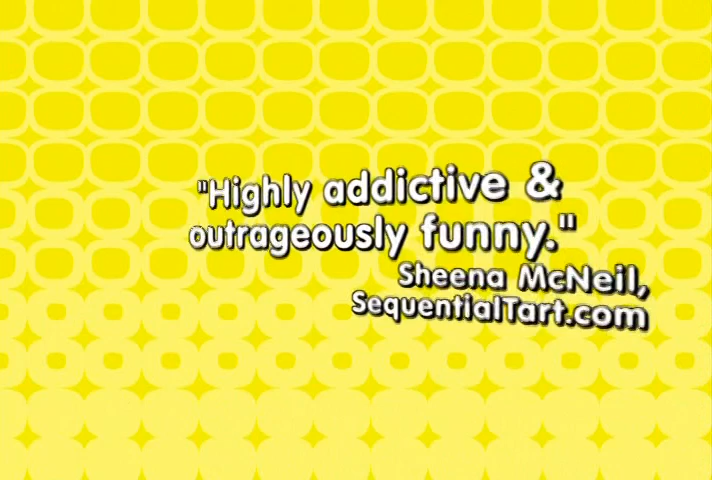 "Highly addictive &
outrageously funny."
Sheena McNeil,
SequentialTart.com